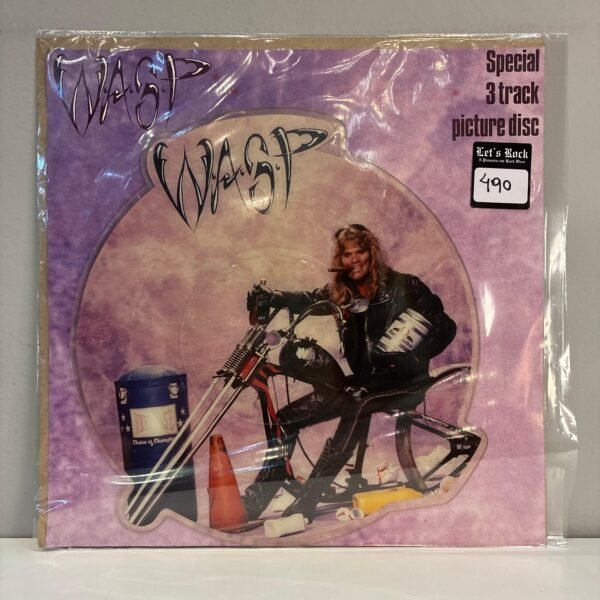 W.A.S.P
W.A.S.P
Special
3 track
picture disc
Let's Rock
490